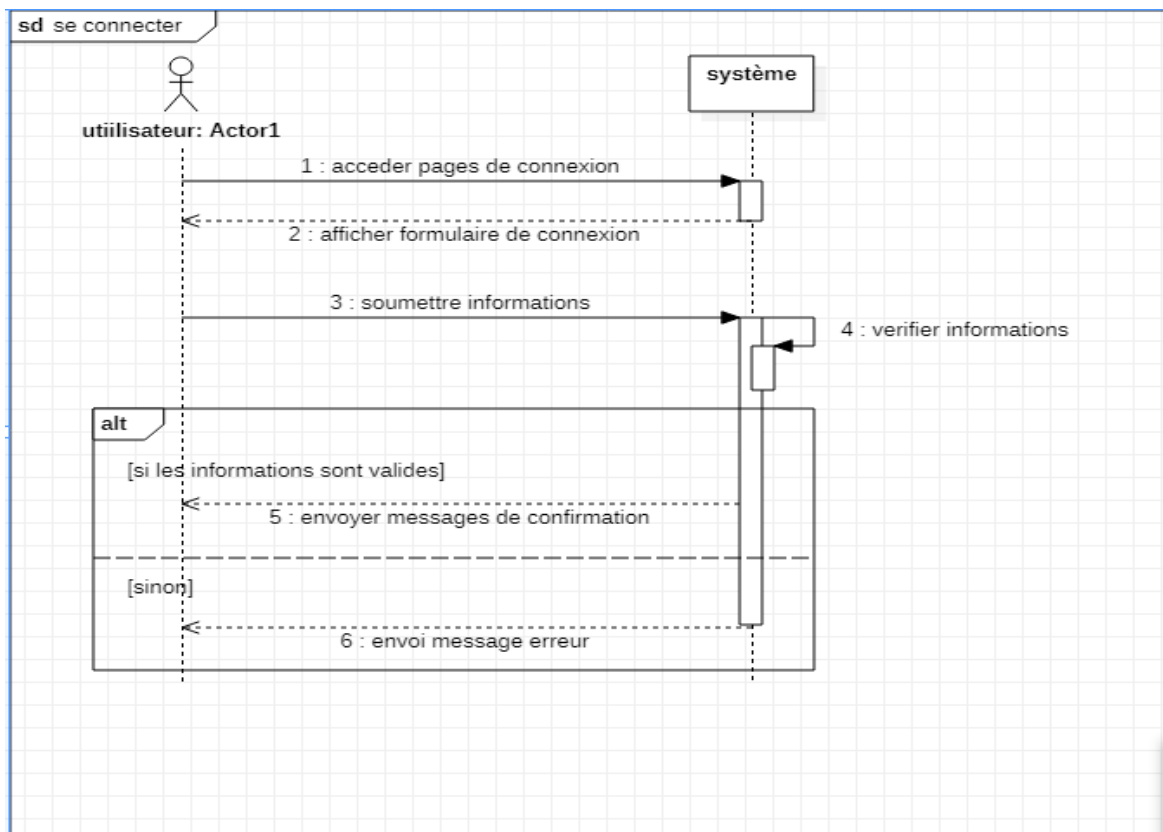 sd se connecter
système
utiilisateur: Actor1
1 : acceder pages de connexion
2 : afficher formulaire de connexion
3 : soumettre informations
4 : verifier informations
alt
[si les informations sont valides]
5 : envoyer messages de confirmation
[sinon]
6 : envoi message erreur